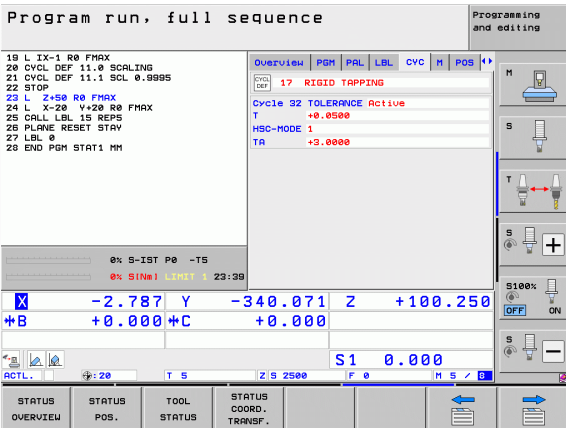 Program run, full sequence
Programming
and editing
19 L IX-1 R0 FMAX
20 CYCL DEF 11.0 SCALING
21 CYCL DEF 11.1 SCL 0.9995
22 STOP
23 L Z+50 R0 FMAX
24 L X-20 Y+20 R0 FMAX
25 CALL LBL 15 REP5
26 PLANE RESET STAY
27 LBL 0
28 END PGM STAT1 MM
Overview PGM PAL LBL CYC M POS
CYCL
DEF
17 RIGID TAPPING
Cycle 32 TOLERANCE Active
T +0.0500
HSC-MODE 1
TA +3.0000
0% S-IST P0 -T5
0% S[Nm] LIMIT 1 23:39
X -2.787 Y -340.071 Z +100.250
B +0.000 C +0.000
S1 0.000
ACTL. :20 T 5 Z S 2500 F 0 M 5 / 8
M
S
T
S
S100%
OFF ON
S
STATUS
OVERVIEW
STATUS
POS.
TOOL
STATUS
STATUS
COORD.
TRANSF.